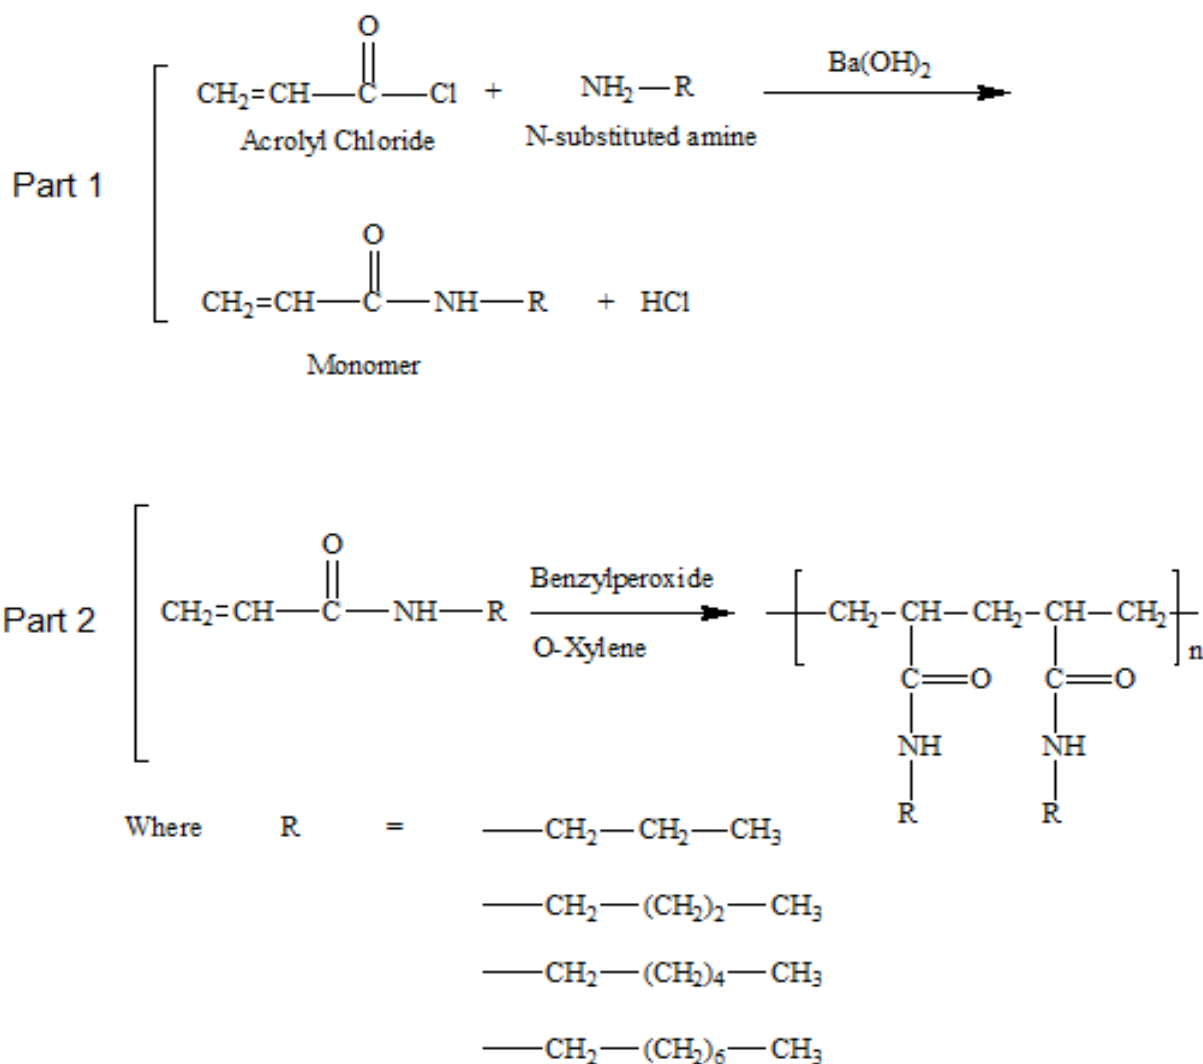 CH₂=CH—C(=O)—Cl + NH₂—R Ba(OH)₂
Acrolyl Chloride N-substituted amine
Part 1
CH₂=CH—C(=O)—NH—R + HCl
Monomer
Part 2
CH₂=CH—C(=O)—NH—R Benzylperoxide O-Xylene [CH₂—CH—CH₂—CH—CH₂]n
C=O C=O
NH NH
R R
Where R = —CH₂—CH₂—CH₃
—CH₂—(CH₂)₂—CH₃
—CH₂—(CH₂)₄—CH₃
—CH₂—(CH₂)₆—CH₃